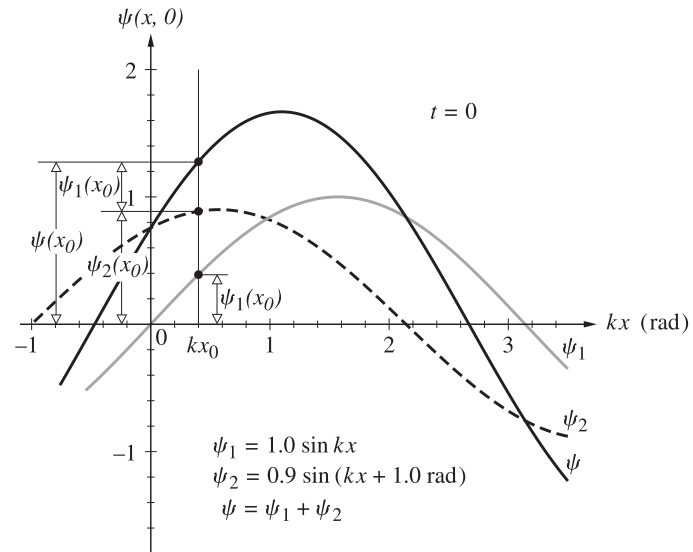 ψ(x, 0)
2
t = 0
ψ₁(x₀)
1
ψ(x₀)
ψ₂(x₀)
ψ₁(x₀)
–1 0 kx₀ 1 2 3 kx (rad)
ψ₁
ψ₂
ψ
–1
ψ₁ = 1.0 sin kx
ψ₂ = 0.9 sin (kx + 1.0 rad)
ψ = ψ₁ + ψ₂